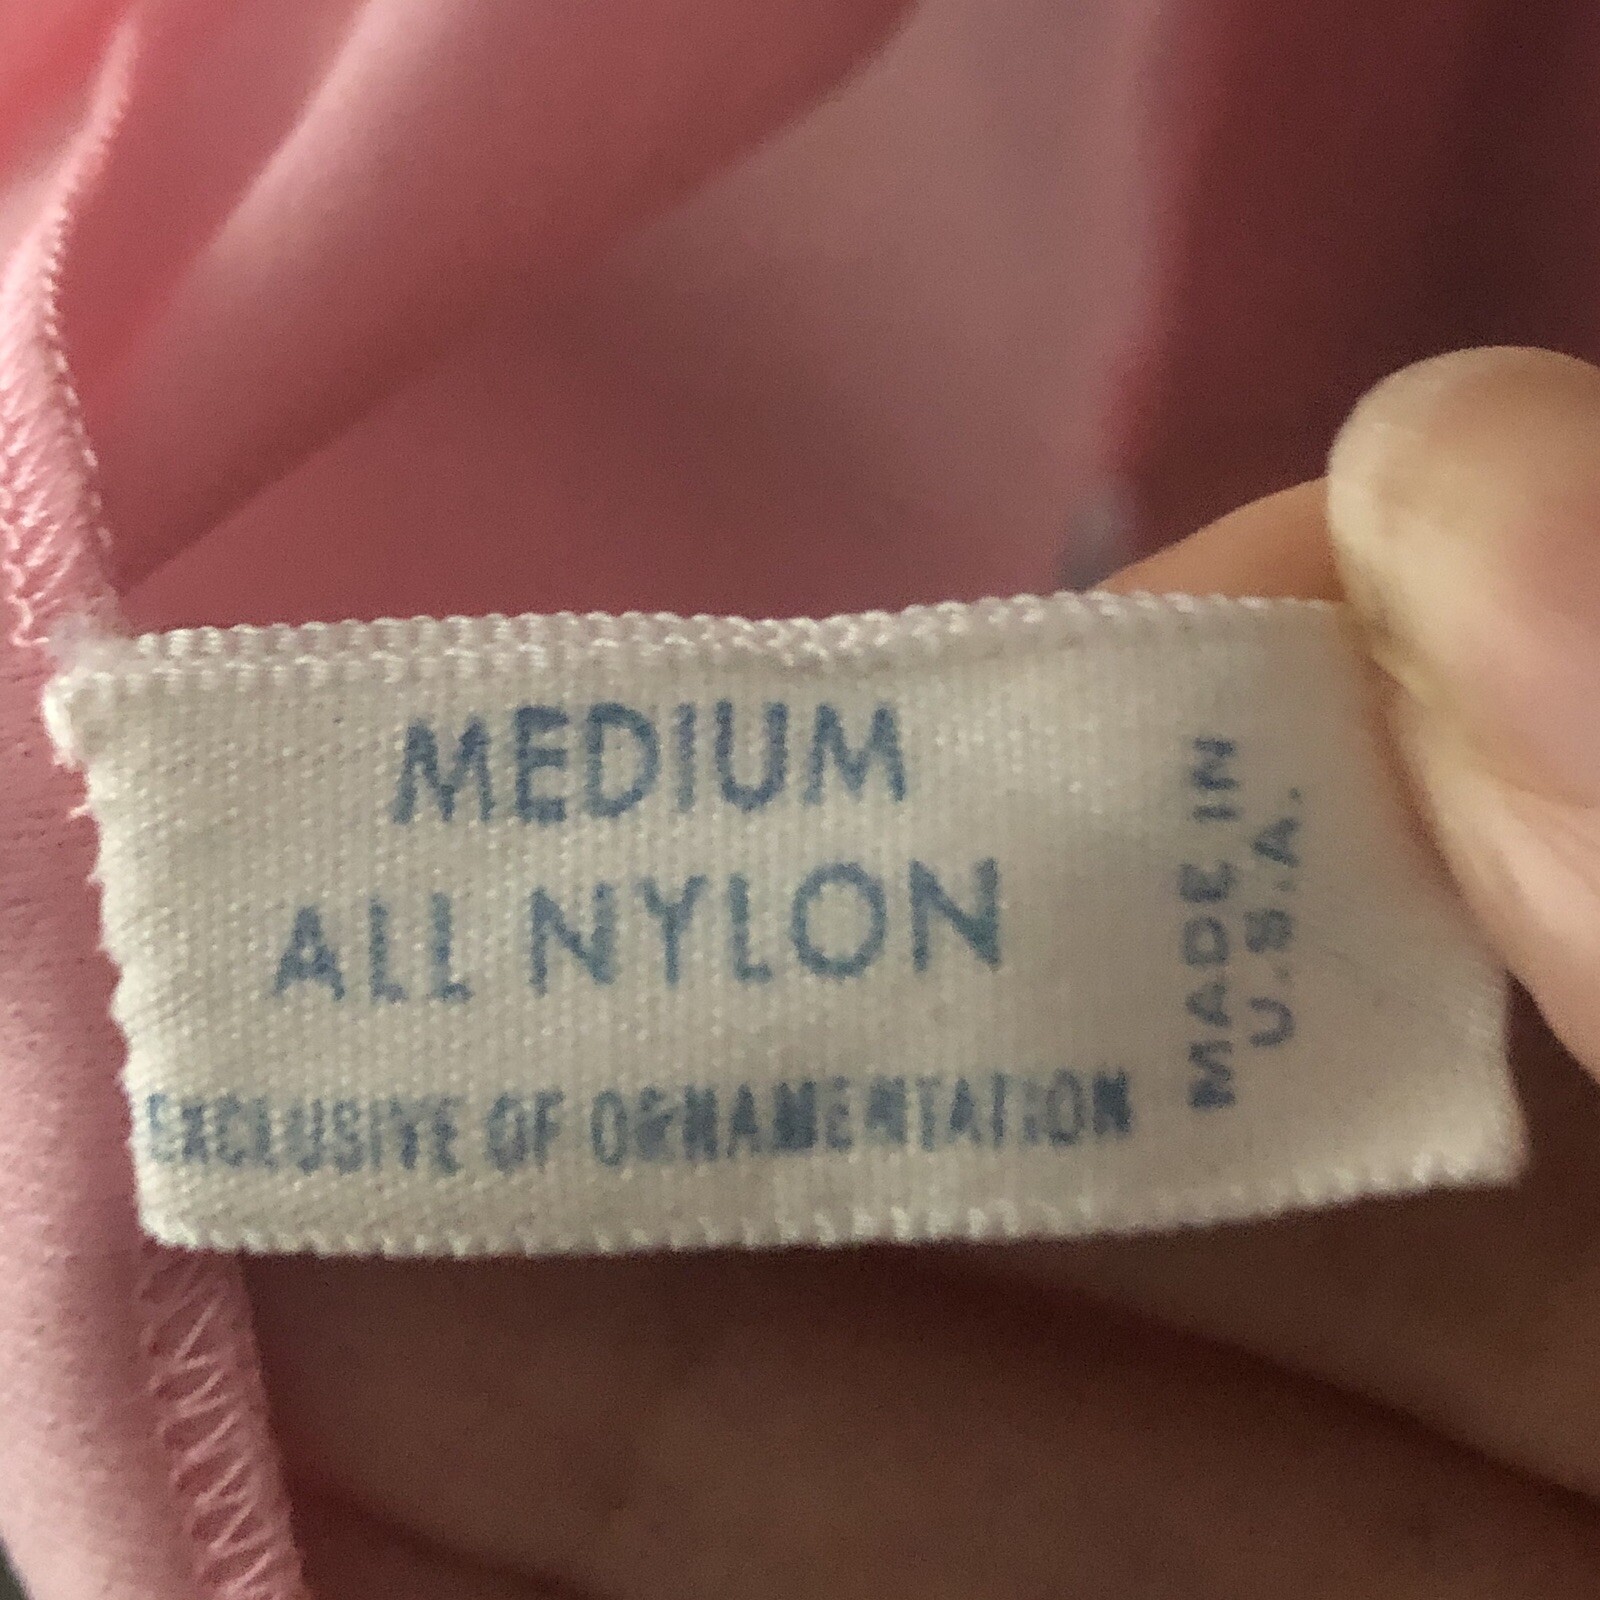 MEDIUM
ALL NYLON
EXCLUSIVE OF ORNAMENTATION
MADE IN
U.S.A.